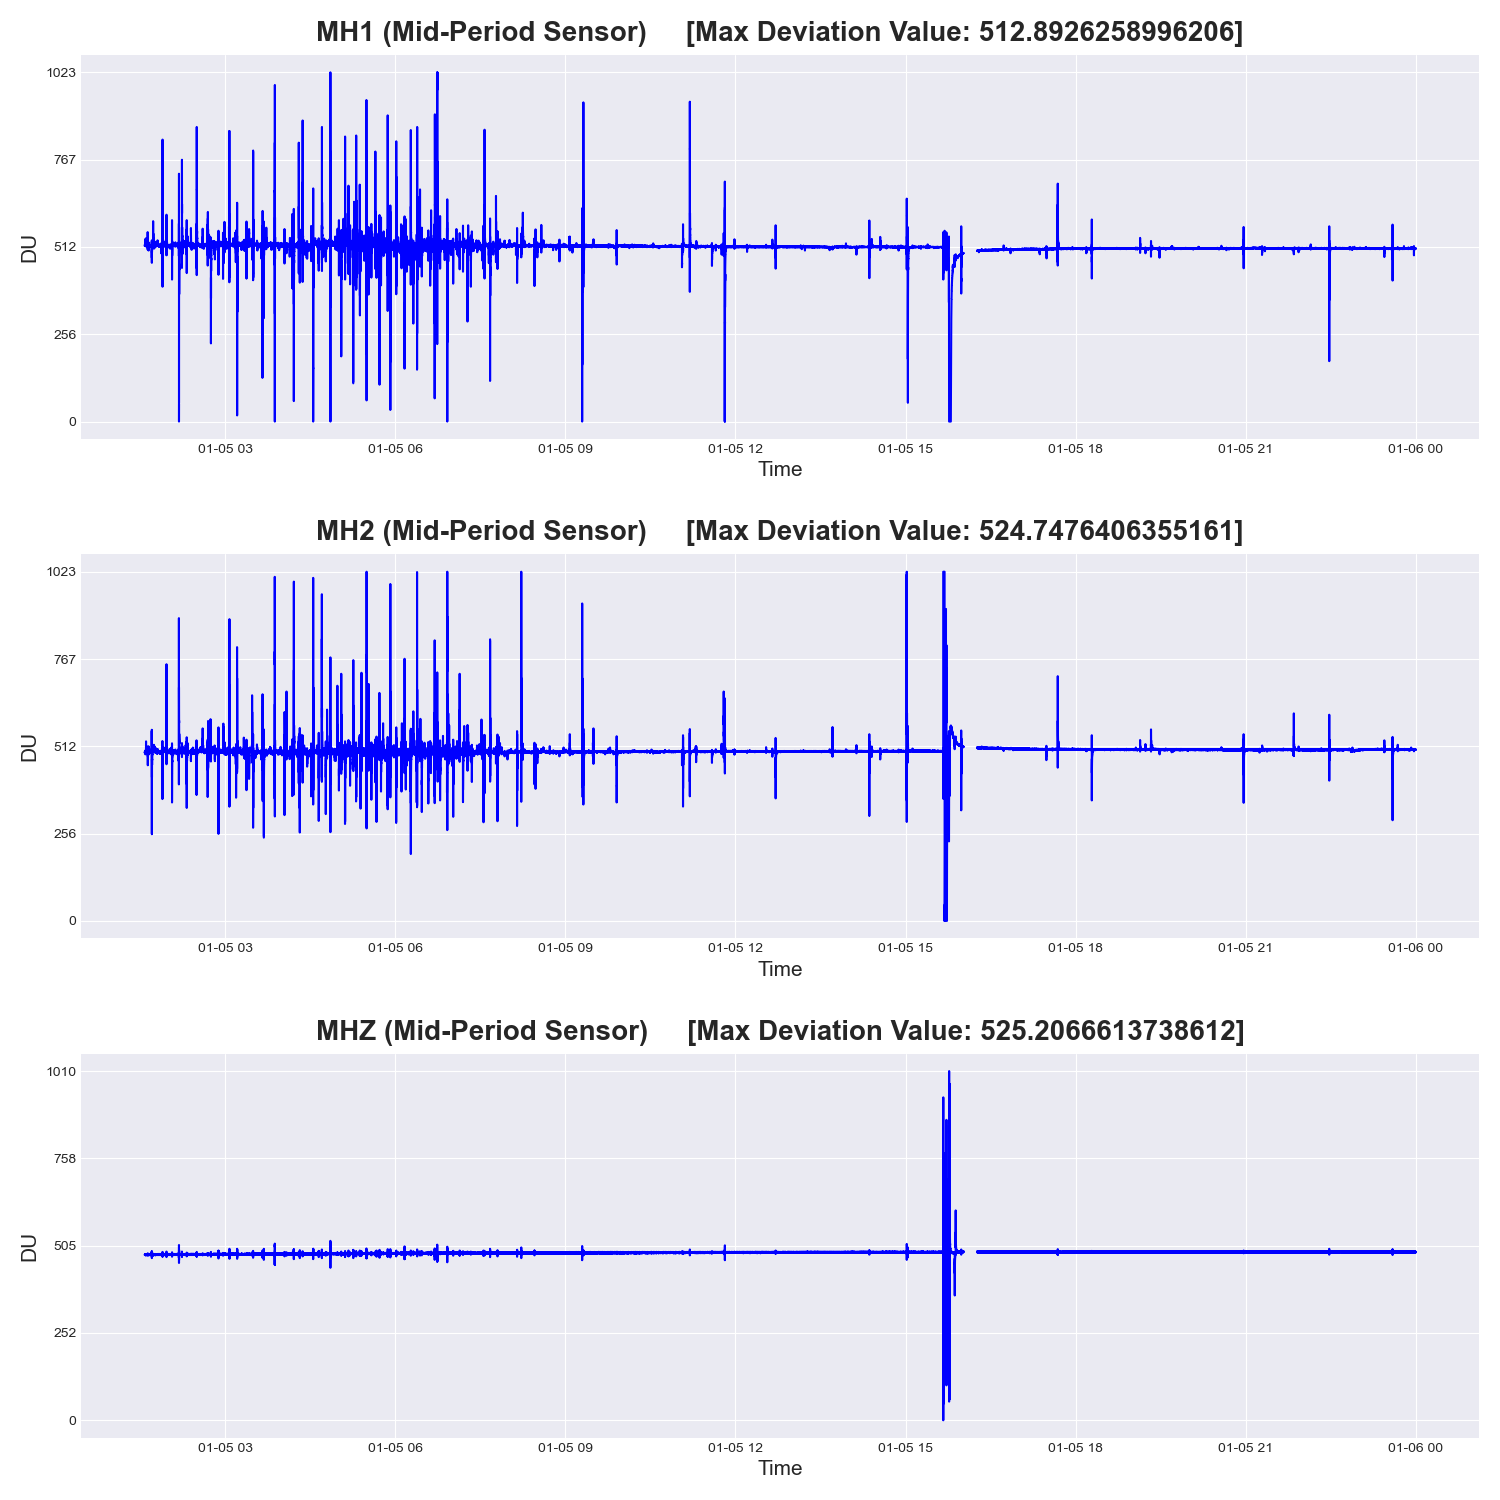 MH1 (Mid-Period Sensor) [Max Deviation Value: 512.8926258996206]
1023
767
512
256
0
DU
01-05 03 01-05 06 01-05 09 01-05 12 01-05 15 01-05 18 01-05 21 01-06 00
Time
MH2 (Mid-Period Sensor) [Max Deviation Value: 524.7476406355161]
1023
767
512
256
0
DU
01-05 03 01-05 06 01-05 09 01-05 12 01-05 15 01-05 18 01-05 21 01-06 00
Time
MHZ (Mid-Period Sensor) [Max Deviation Value: 525.2066613738612]
1010
758
505
252
0
DU
01-05 03 01-05 06 01-05 09 01-05 12 01-05 15 01-05 18 01-05 21 01-06 00
Time